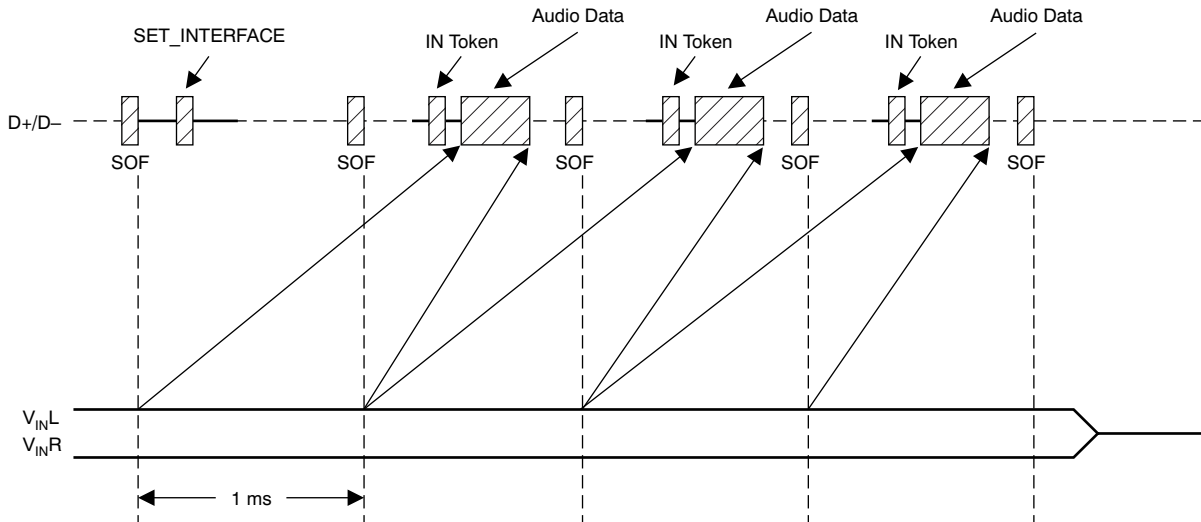 Audio Data
Audio Data
Audio Data
SET_INTERFACE
IN Token
IN Token
IN Token
D+/D–
SOF
SOF
SOF
SOF
SOF
VINL
VINR
1 ms